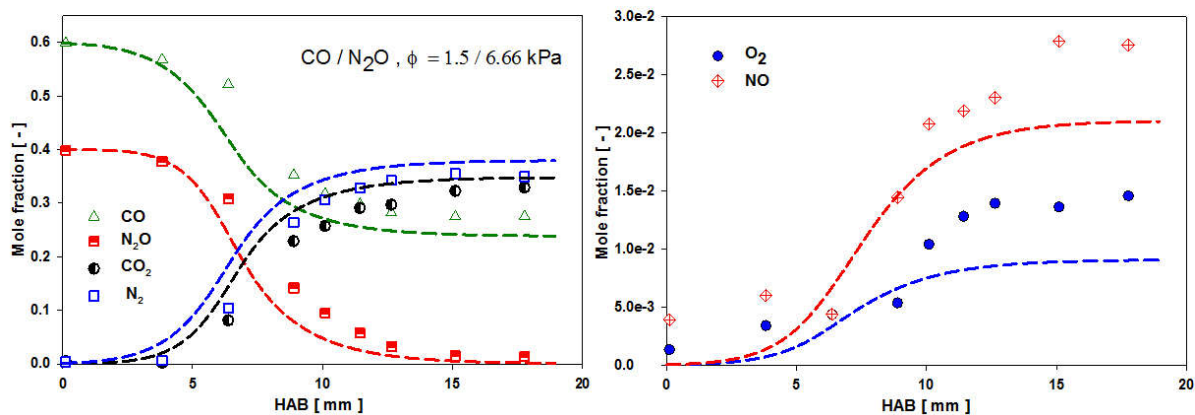 CO / N₂O , ϕ = 1.5 / 6.66 kPa
Mole fraction [ - ]
0.6
0.5
0.4
0.3
0.2
0.1
0.0
CO
N₂O
CO₂
N₂
0
5
10
15
20
HAB [ mm ]
O₂
NO
Mole fraction [ - ]
3.0e-2
2.5e-2
2.0e-2
1.5e-2
1.0e-2
5.0e-3
0.0
0
5
10
15
20
HAB [ mm ]